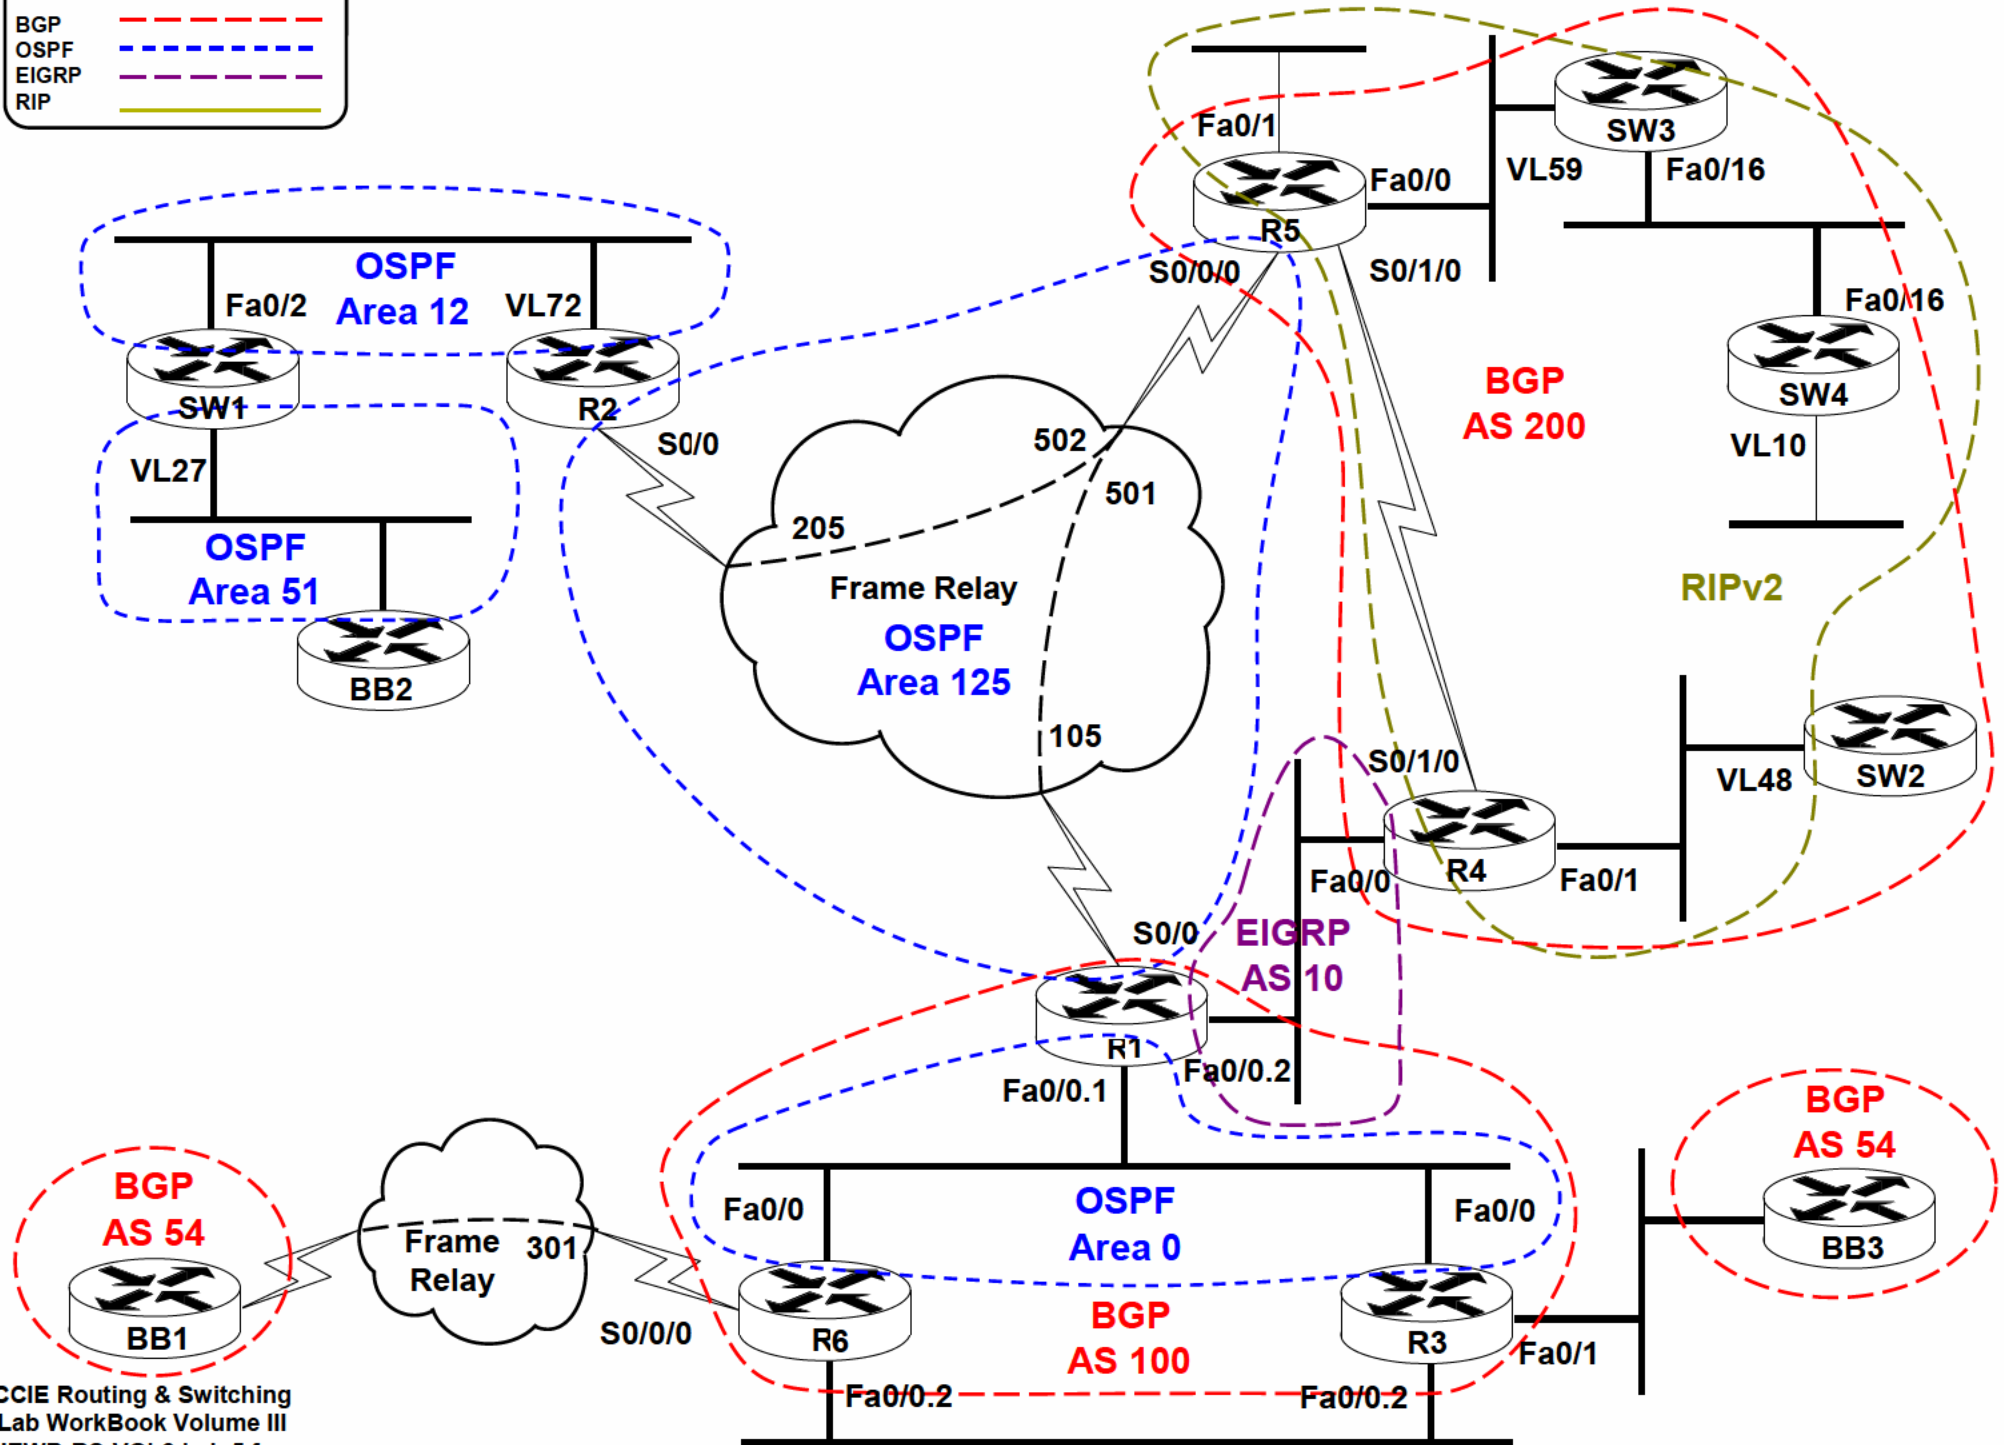 BGP
OSPF
EIGRP
RIP
Fa0/1
SW3
Fa0/0
VL59
Fa0/16
R5
S0/0/0
S0/1/0
OSPF
Area 12
Fa0/2
VL72
Fa0/16
SW1
R2
S0/0
SW4
BGP
AS 200
VL10
502
501
205
VL27
OSPF
Area 51
BB2
Frame Relay
OSPF
Area 125
105
RIPv2
S0/1/0
VL48
SW2
Fa0/0
R4
Fa0/1
S0/0
EIGRP
AS 10
R1
Fa0/0.2
Fa0/0.1
BGP
AS 54
BB3
BGP
AS 54
BB1
Frame
Relay
301
S0/0/0
Fa0/0
OSPF
Area 0
Fa0/0
R6
BGP
AS 100
R3
Fa0/1
Fa0/0.2
Fa0/0.2
CCIE Routing & Switching
Lab WorkBook Volume III